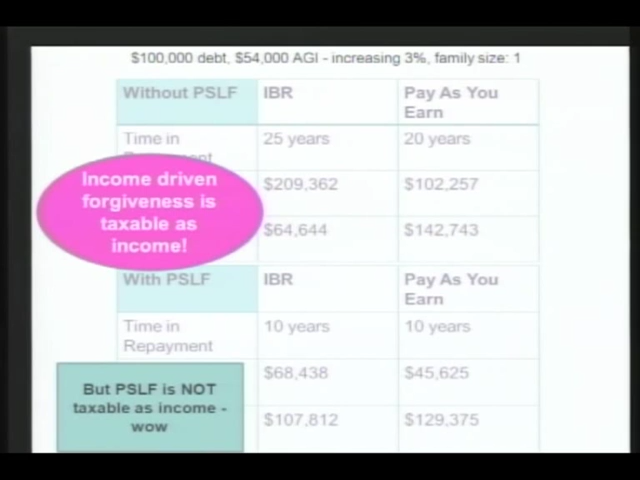 $100,000 debt, $54,000 AGI - increasing 3%, family size: 1
Without PSLF IBR Pay As You
Earn
Time in 25 years 20 years
$209,362 $102,257
$64,644 $142,743
Income driven
forgiveness is
taxable as
income!
With PSLF IBR Pay As You
Earn
Time in 10 years 10 years
Repayment
$68,438 $45,625
$107,812 $129,375
But PSLF is NOT
taxable as income -
wow